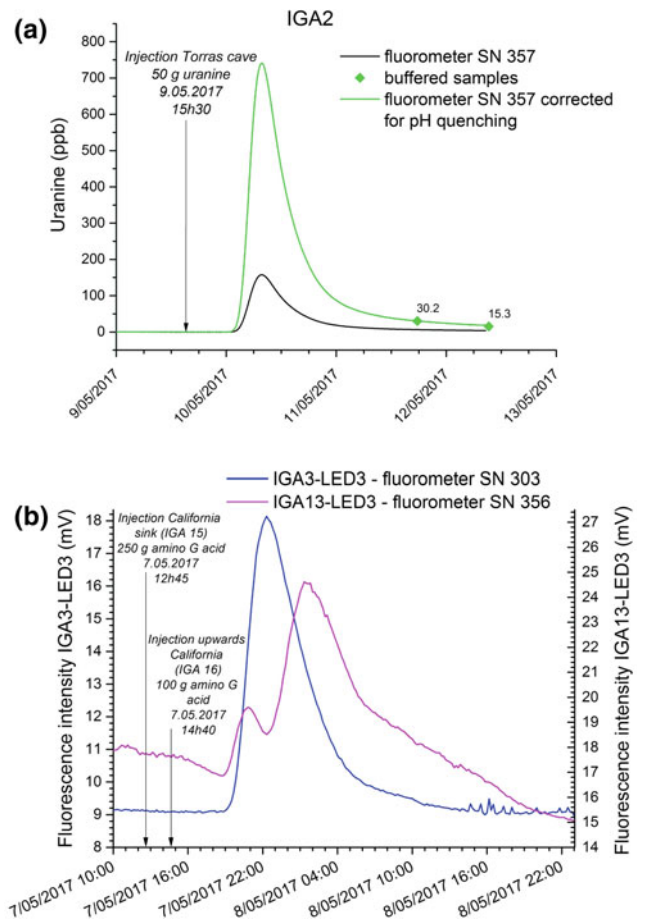 (a)
IGA2
Injection Torras cave
50 g uranine
9.05.2017
15h30
fluorometer SN 357
buffered samples
fluorometer SN 357 corrected
for pH quenching
Uranine (ppb)
800
700
600
500
400
300
200
100
0
30.2
15.3
9/05/2017
10/05/2017
11/05/2017
12/05/2017
13/05/2017
(b)
IGA3-LED3 - fluorometer SN 303
IGA13-LED3 - fluorometer SN 356
Injection California
sink (IGA 15)
250 g amino G acid
7.05.2017
12h45
Injection upwards
California
(IGA 16)
100 g amino G
acid
7.05.2017
14h40
Fluorescence intensity IGA3-LED3 (mV)
18
17
16
15
14
13
12
11
10
9
8
Fluorescence intensity IGA13-LED3 (mV)
27
26
25
24
23
22
21
20
19
18
17
16
15
14
7/05/2017 10:00
7/05/2017 16:00
7/05/2017 22:00
8/05/2017 04:00
8/05/2017 10:00
8/05/2017 16:00
8/05/2017 22:00